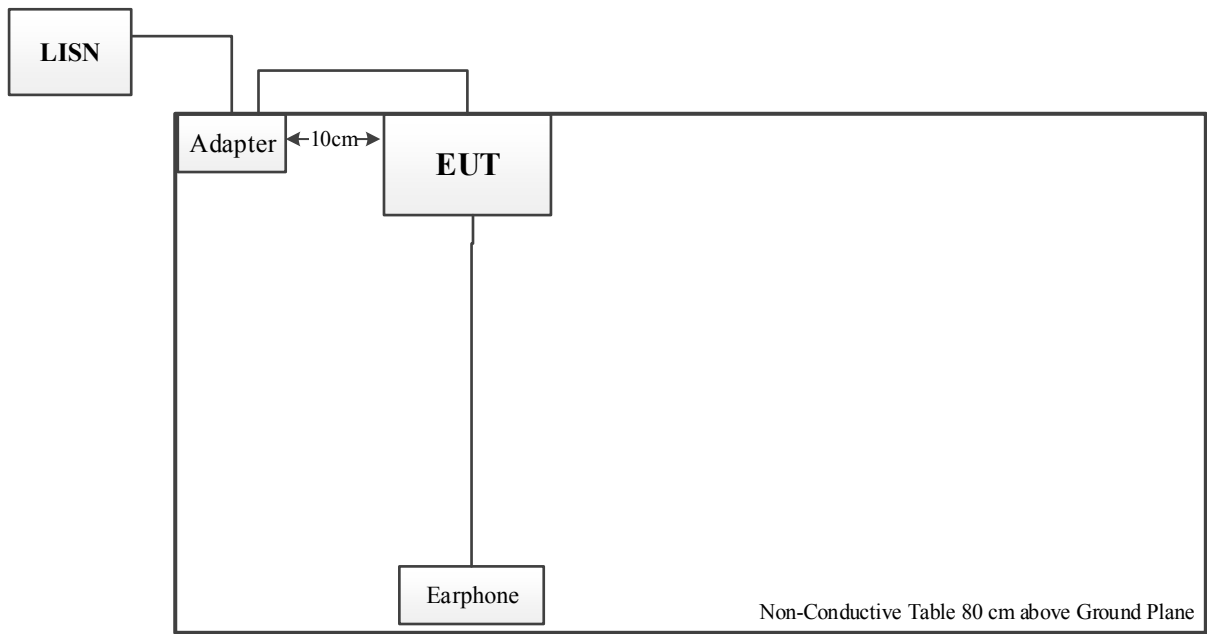 LISN
Adapter
10cm
EUT
Earphone
Non-Conductive Table 80 cm above Ground Plane